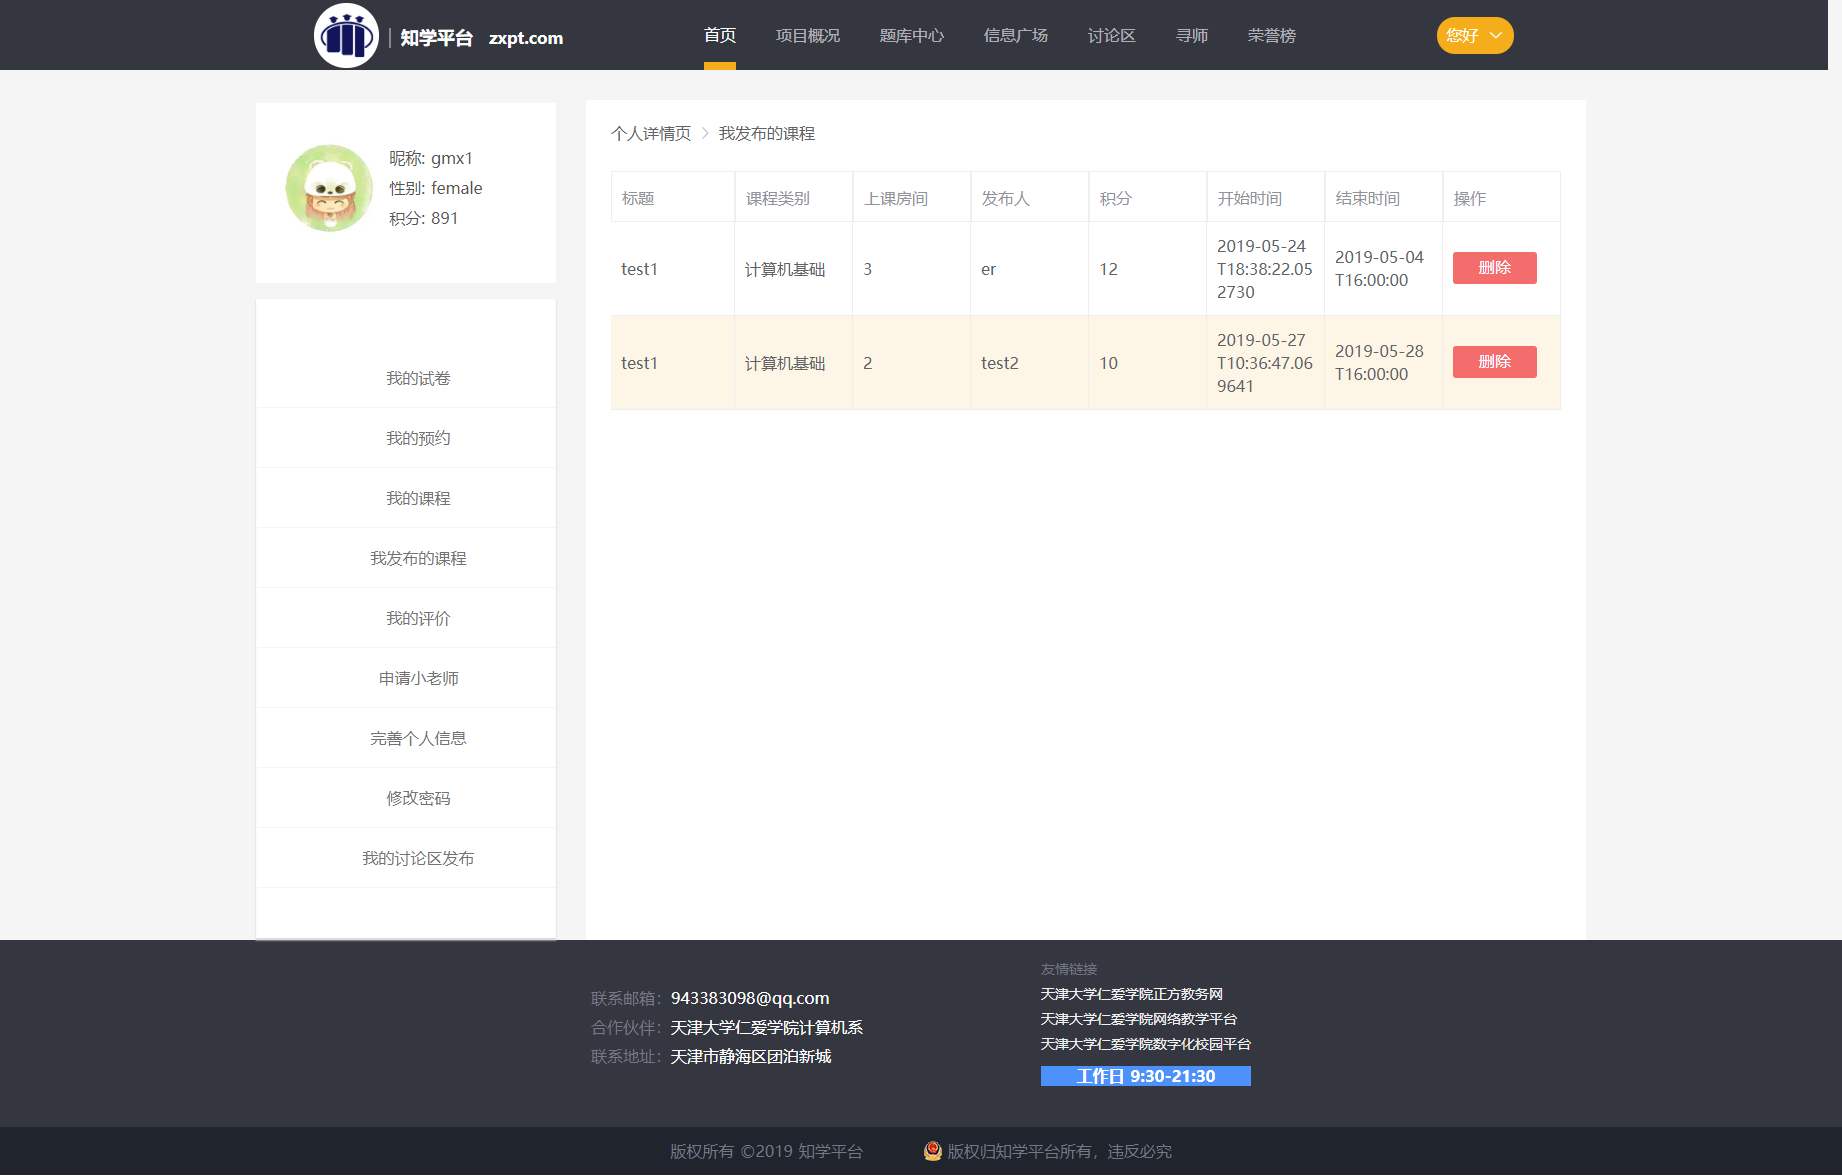 知学平台 zxpt.com
首页 项目概况 题库中心 信息广场 讨论区 寻师 荣誉榜
您好
昵称: gmx1
性别: female
积分: 891
我的试卷
我的预约
我的课程
我发布的课程
我的评价
申请小老师
完善个人信息
修改密码
我的讨论区发布
个人详情页 > 我发布的课程
标题 课程类别 上课房间 发布人 积分 开始时间 结束时间 操作
test1 计算机基础 3 er 12 2019-05-24T18:38:22.052730 2019-05-04T16:00:00 删除
test1 计算机基础 2 test2 10 2019-05-27T10:36:47.069641 2019-05-28T16:00:00 删除
联系邮箱：943383098@qq.com
合作伙伴：天津大学仁爱学院计算机系
联系地址：天津市静海区团泊新城
友情链接
天津大学仁爱学院正方教务网
天津大学仁爱学院网络教学平台
天津大学仁爱学院数字化校园平台
工作日 9:30-21:30
版权所有 ©2019 知学平台
版权归知学平台所有，违反必究